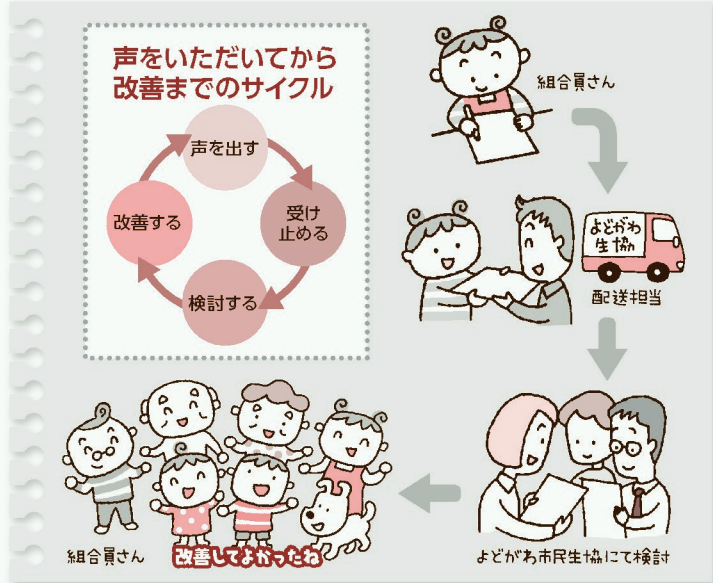 声をいただいてから
改善までのサイクル
声を出す
受け
止める
検討する
改善する
組合員さん
よどがわ
生協
配送担当
よどがわ市民生協にて検討
組合員さん
改善してよかったね